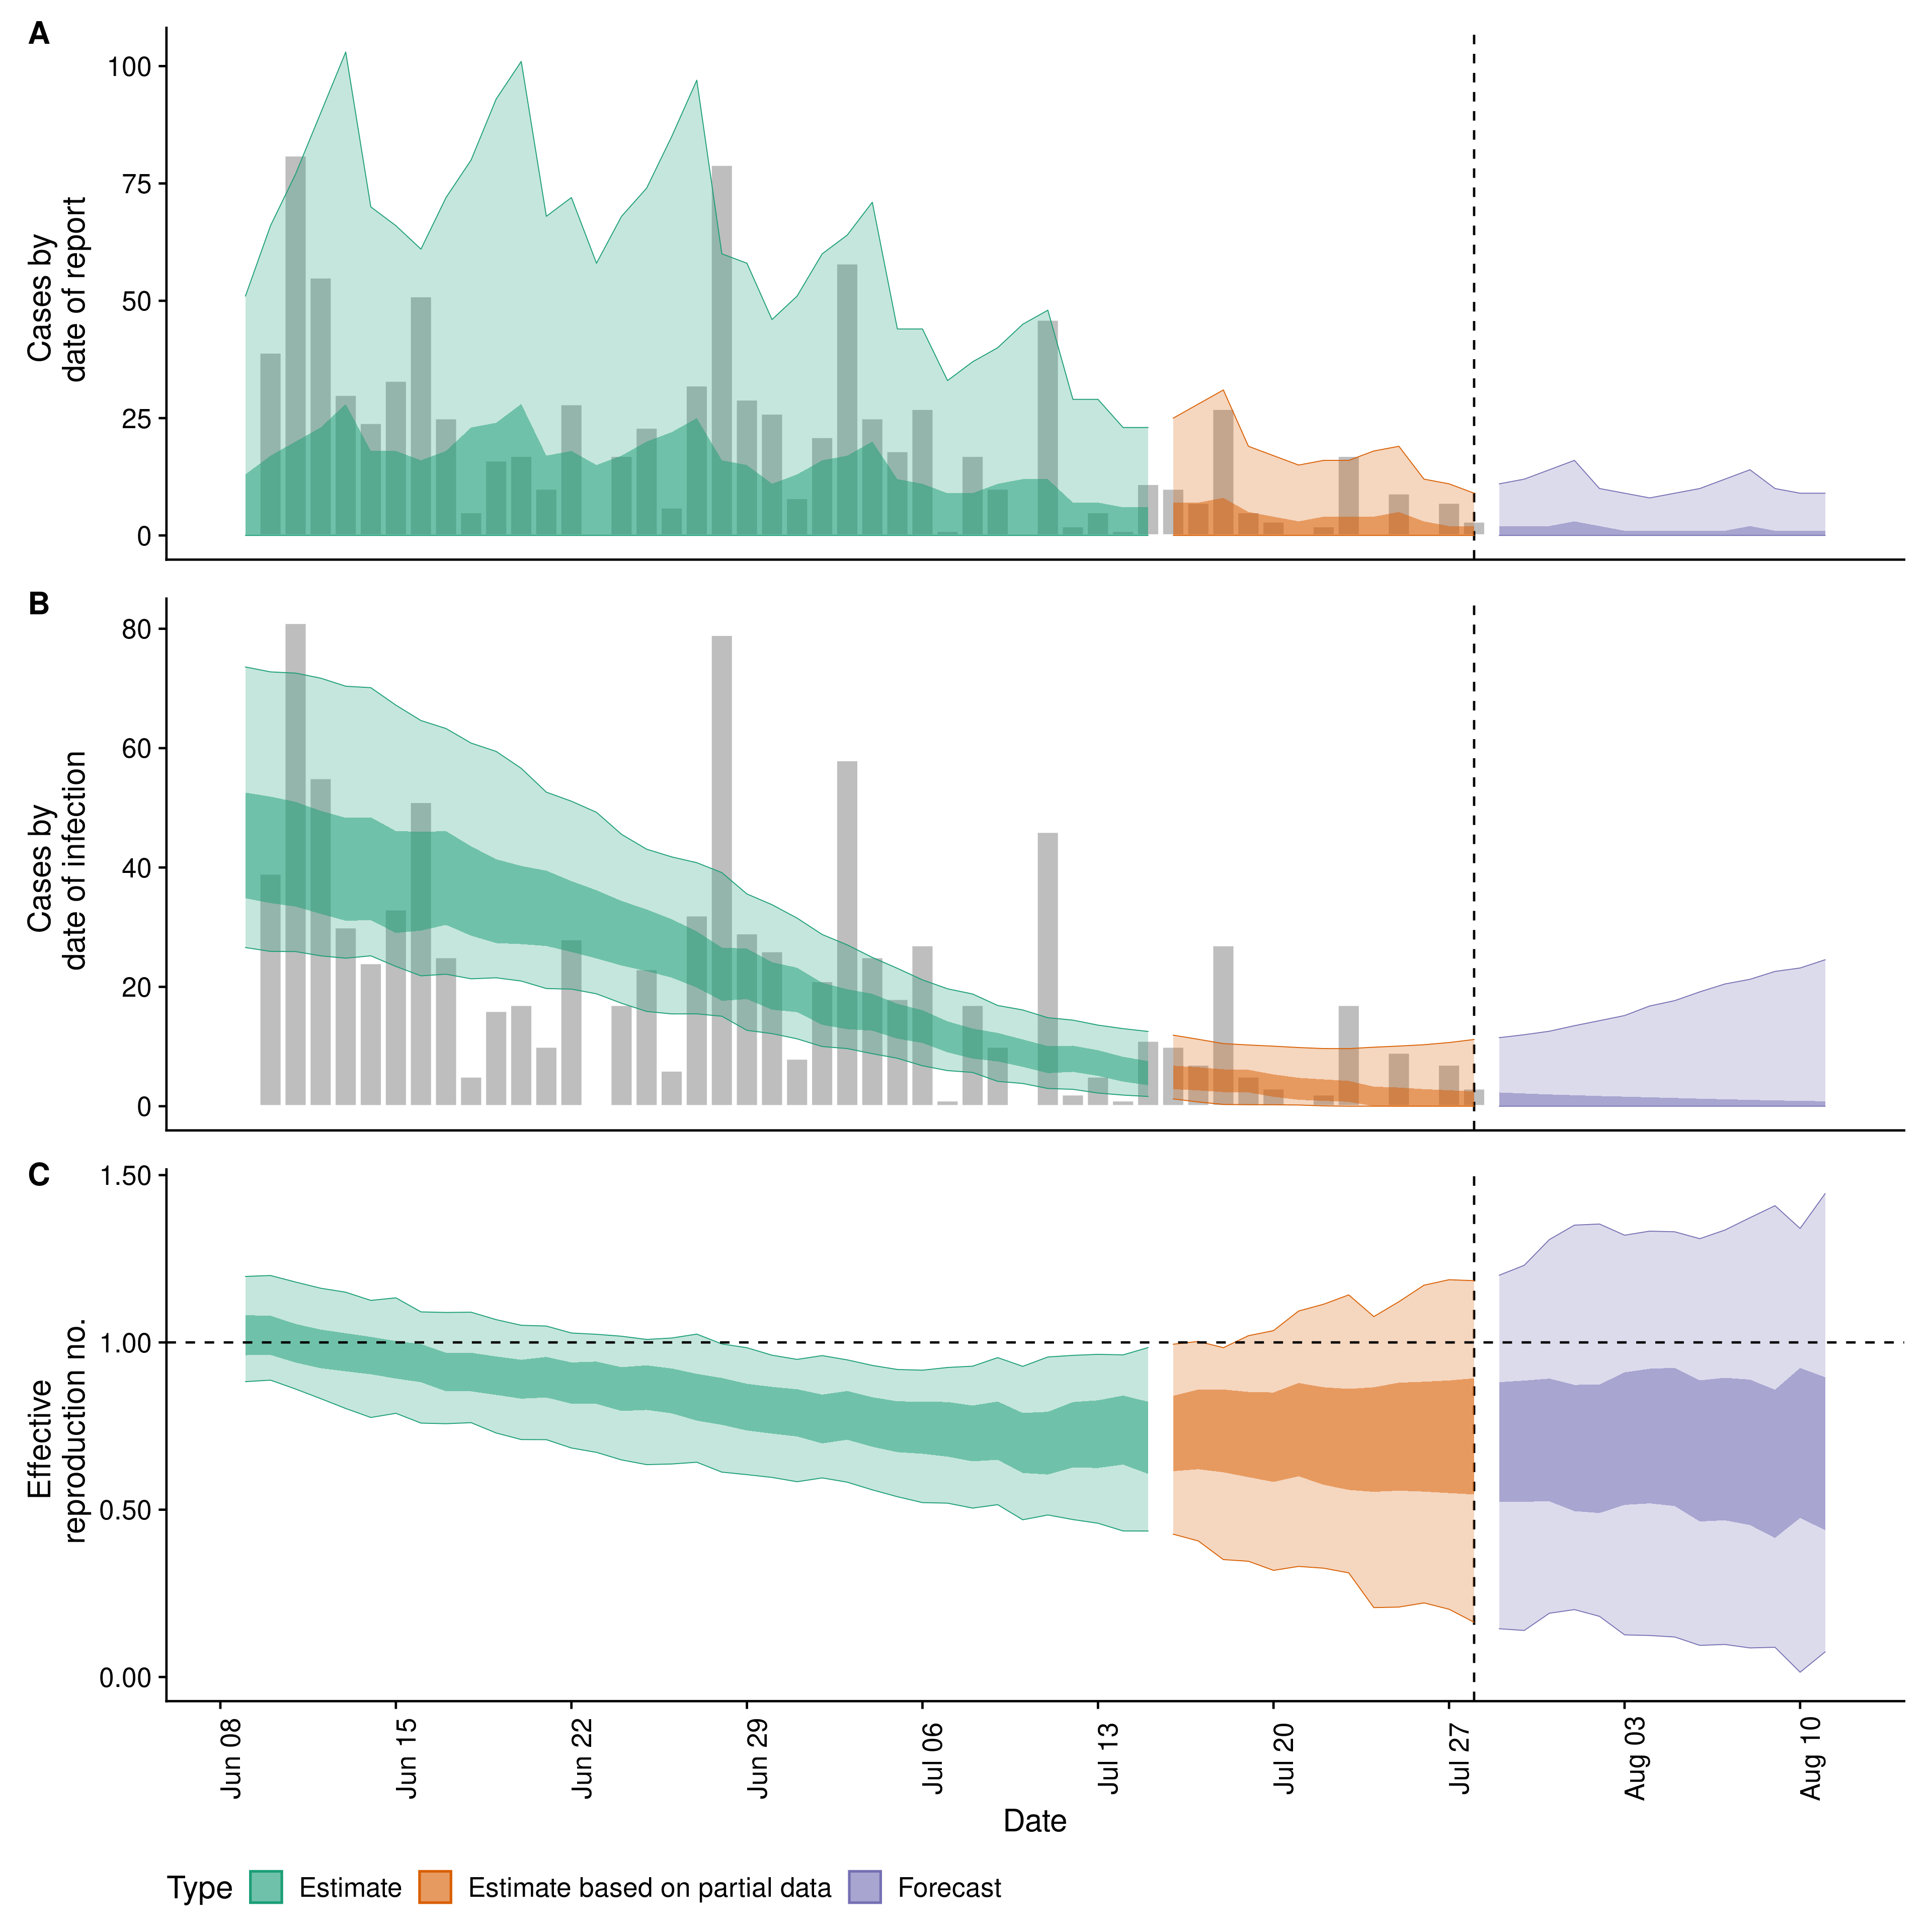 A
100
75
50
25
0
Cases by
date of report
B
80
60
40
20
0
Cases by
date of infection
C
1.50
1.00
0.50
0.00
Effective
reproduction no.
Jun 08
Jun 15
Jun 22
Jun 29
Jul 06
Jul 13
Jul 20
Jul 27
Aug 03
Aug 10
Date
Type Estimate Estimate based on partial data Forecast